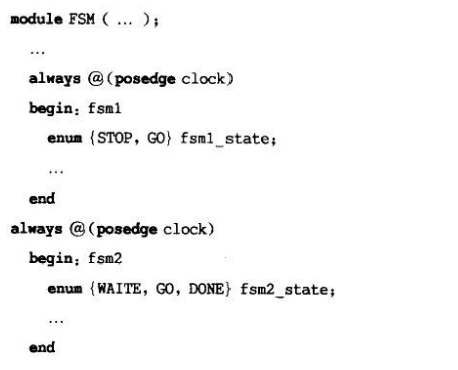 module FSM ( … );
…
always @(posedge clock)
begin: fsm1
enum {STOP, GO} fsm1_state;
…
end
always @(posedge clock)
begin: fsm2
enum {WAITE, GO, DONE} fsm2_state;
…
end